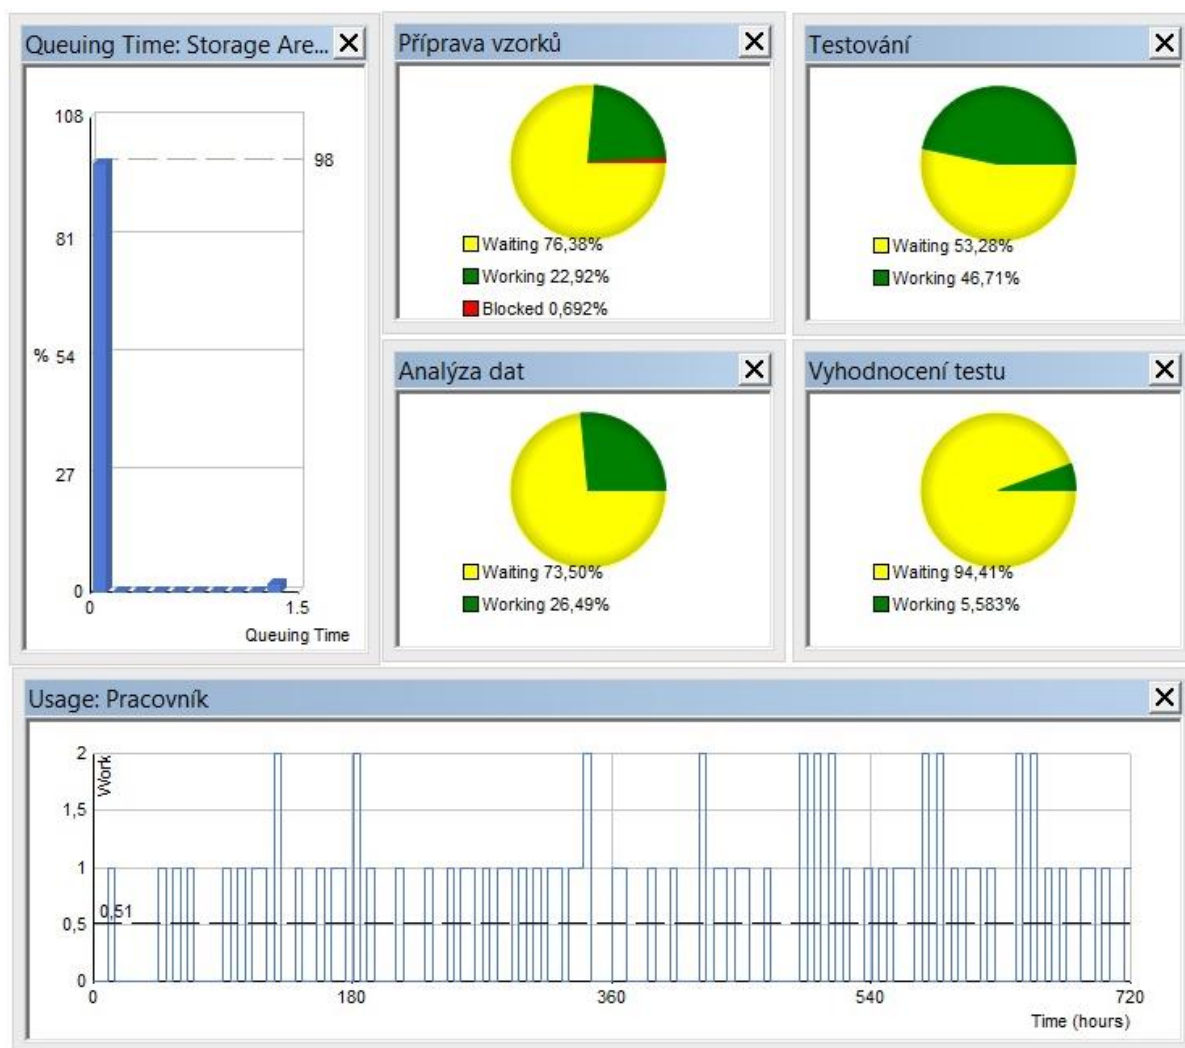 Queuing Time: Storage Are...
108
98
81
% 54
27
0
0
1.5
Queuing Time
Příprava vzorků
Waiting 76,38%
Working 22,92%
Blocked 0,692%
Testování
Waiting 53,28%
Working 46,71%
Analýza dat
Waiting 73,50%
Working 26,49%
Vyhodnocení testu
Waiting 94,41%
Working 5,583%
Usage: Pracovník
Work
2
1,5
1
0,51
0,5
0
0
180
360
540
720
Time (hours)